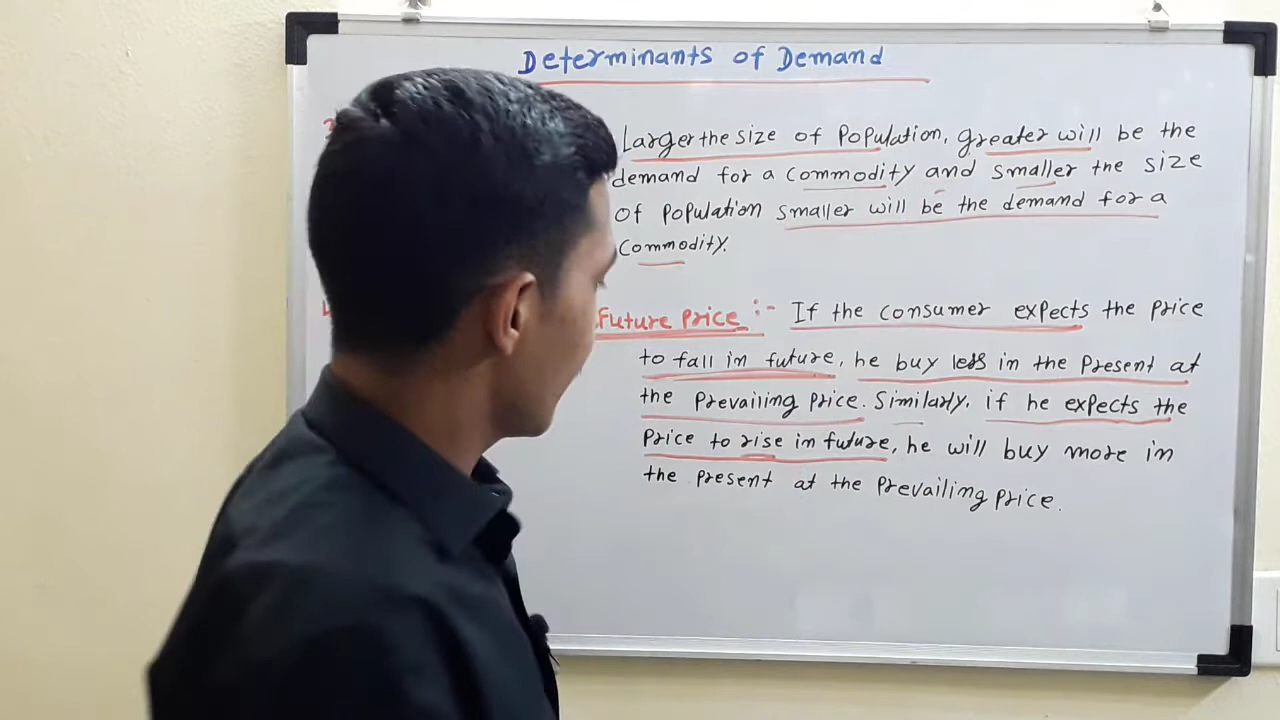 Determinants of Demand
Larger the size of Population, greater will be the
demand for a commodity and smaller the size
of population smaller will be the demand for a
commodity.
Future Price :- If the consumer expects the price
to fall in future, he buy less in the present at
the prevailing price. Similarly, if he expects the
price to rise in future, he will buy more in
the present at the prevailing price.